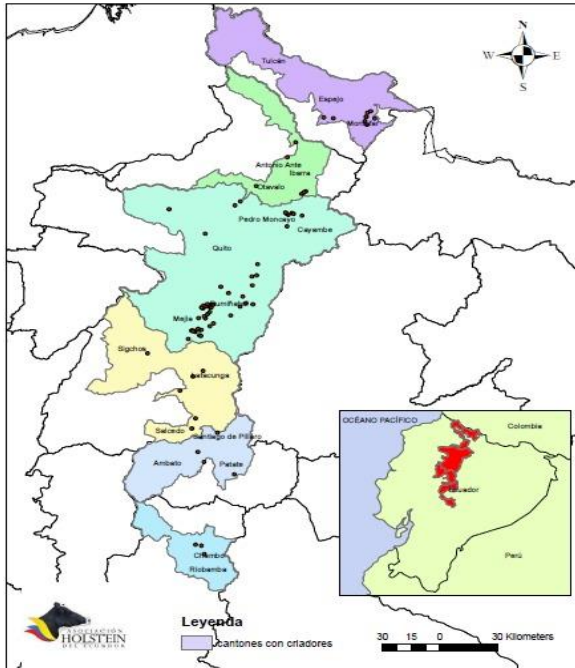 N
W E
S
Tulcán
Espejo
Antonio Ante
Ibarra
Otavalo
Pedro Moncayo
Cayambe
Quito
Mejía
Sigchos
Latacunga
Salcedo
Santiago de Píllaro
Ambato
Patate
Chambo
Riobamba
OCÉANO PACÍFICO
Colombia
Ecuador
Perú
ASOCIACIÓN
HOLSTEIN
DEL ECUADOR
Leyenda
cantones con criadores
30 15 0 30 Kilometers